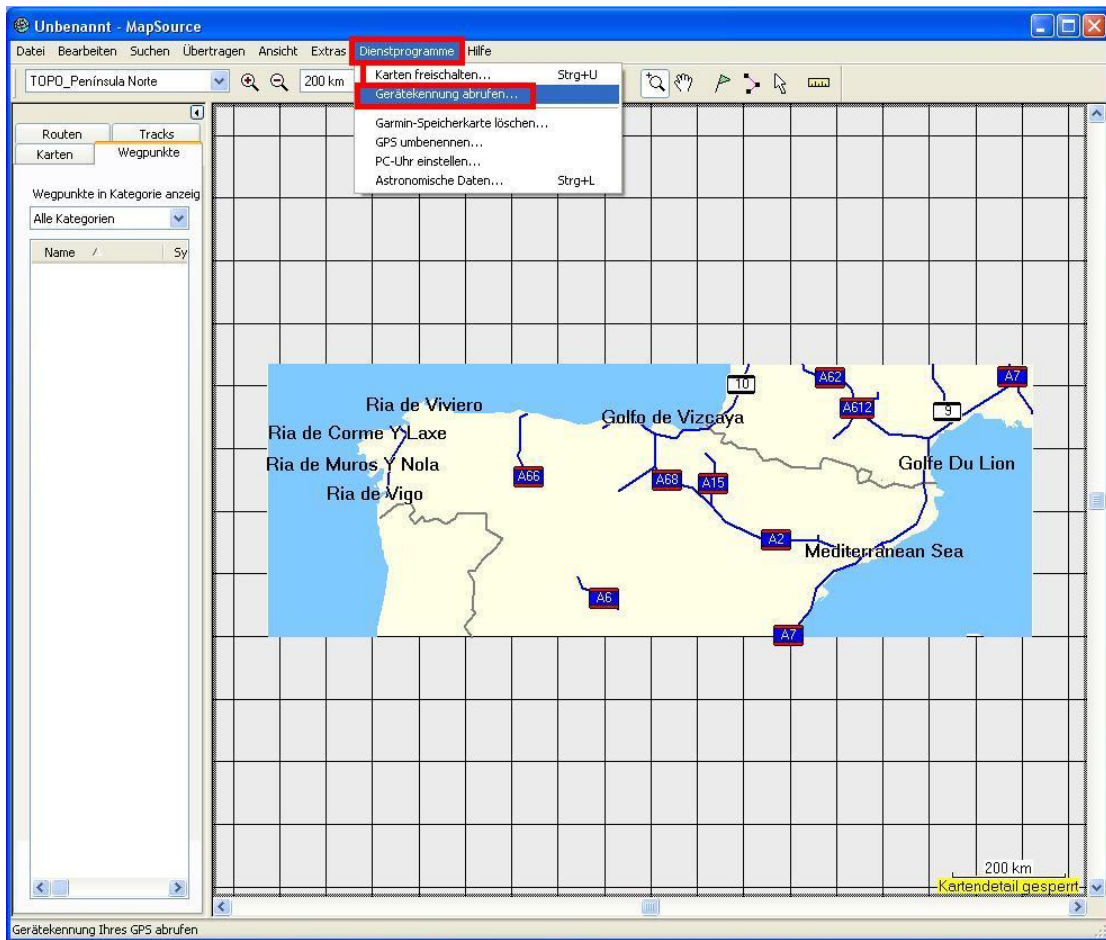 Unbenannt - MapSource
Datei Bearbeiten Suchen Übertragen Ansicht Extras Dienstprogramme Hilfe
TOPO_Península Norte
200 km
Karten freischalten... Strg+U
Gerätekennung abrufen...
Garmin-Speicherkarte löschen...
GPS umbenennen...
PC-Uhr einstellen...
Astronomische Daten... Strg+L
Routen Tracks
Karten Wegpunkte
Wegpunkte in Kategorie anzeig
Alle Kategorien
Name Sy
10 A62 A7
Ria de Viviero A612 9
Golfo de Vizcaya
Ria de Corme Y Laxe
Ria de Muros Y Nola Golfe Du Lion
A66 A68 A15
Ria de Vigo
A2
Mediterranean Sea
A6
A7
200 km
Kartendetail gesperrt
Gerätekennung Ihres GPS abrufen